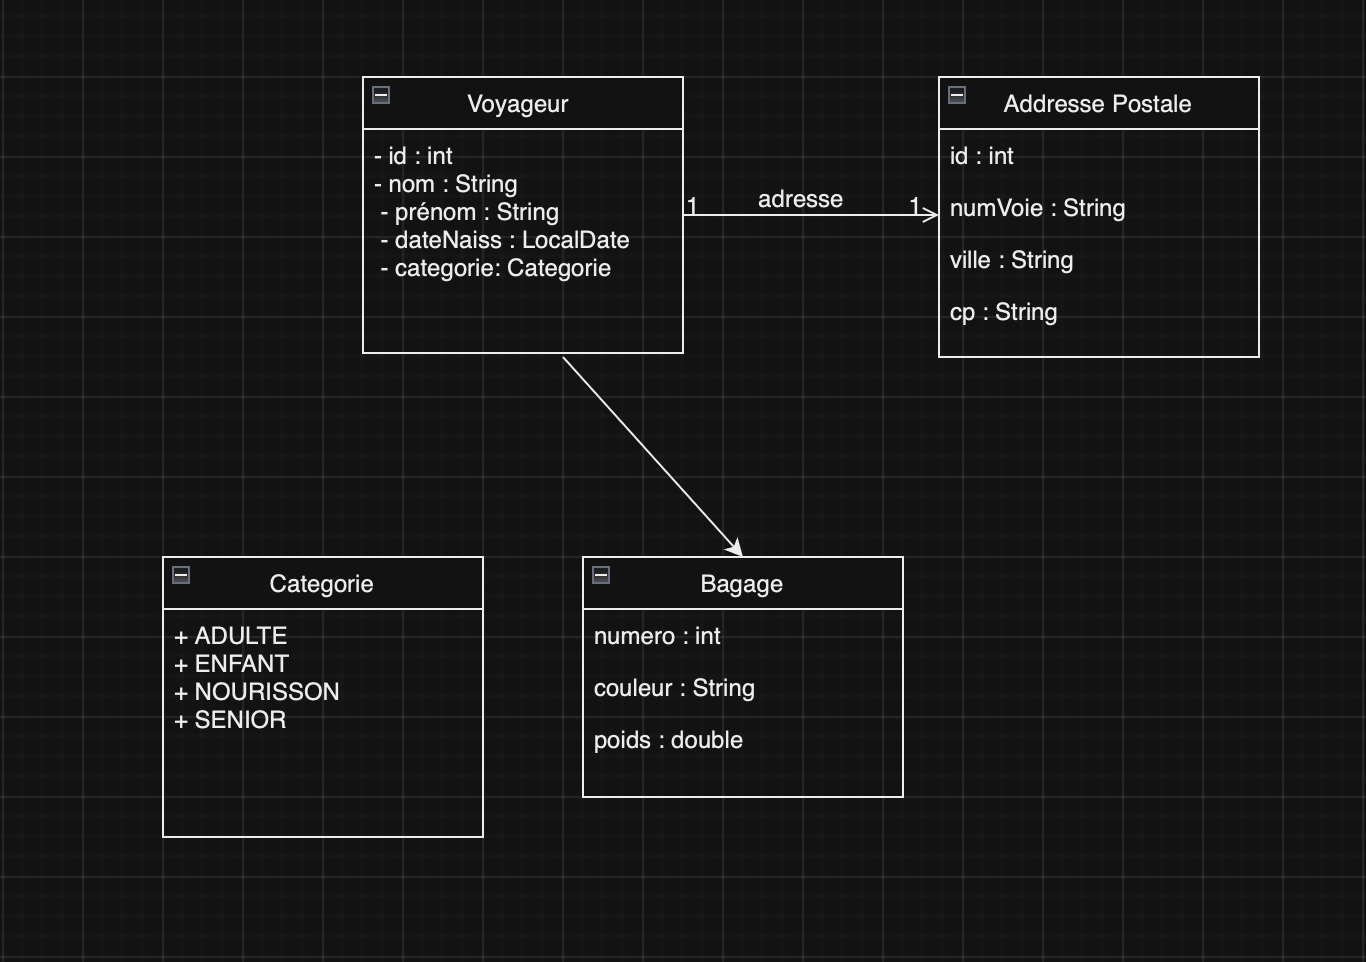 Voyageur
- id : int
- nom : String
- prénom : String
- dateNaiss : LocalDate
- categorie: Categorie
1 adresse 1
Addresse Postale
id : int
numVoie : String
ville : String
cp : String
Categorie
+ ADULTE
+ ENFANT
+ NOURISSON
+ SENIOR
Bagage
numero : int
couleur : String
poids : double